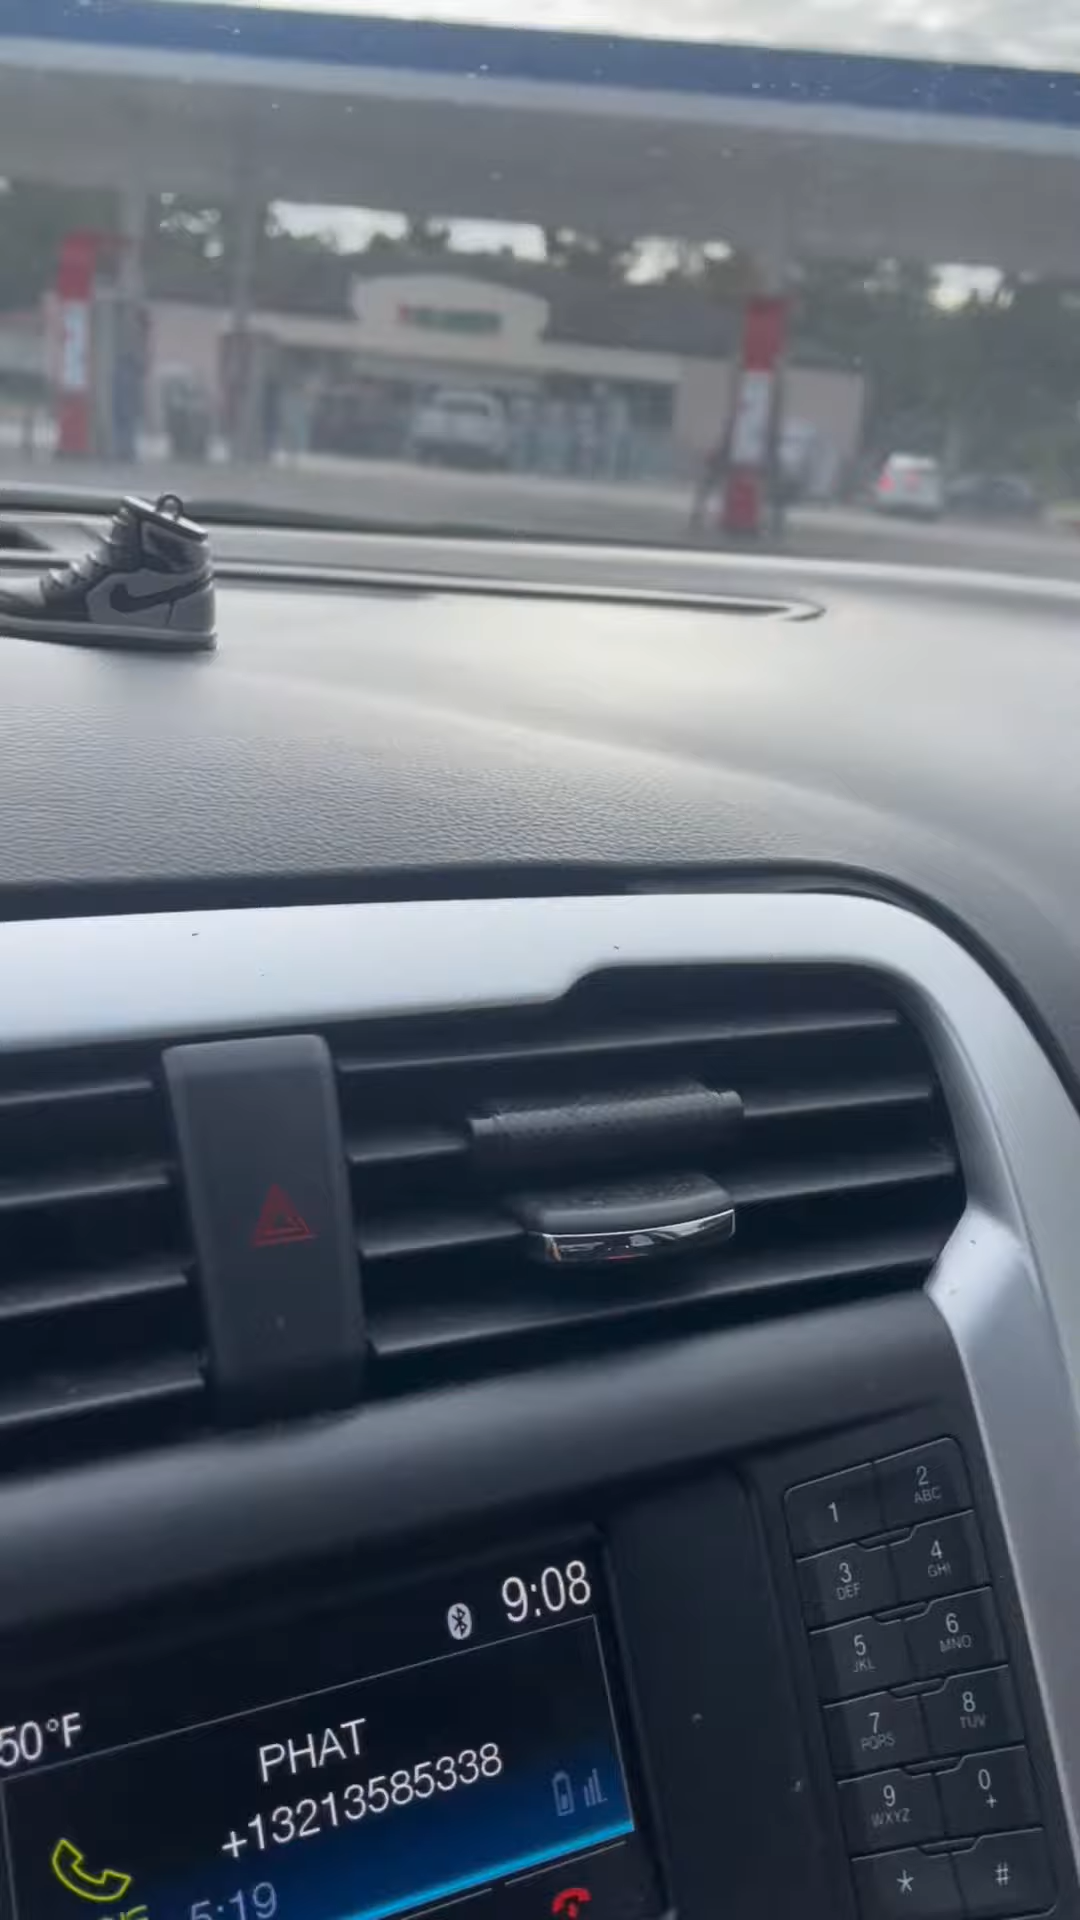 9:08
50°F
PHAT
+13213585338
5:19
1
2
ABC
3
DEF
4
GHI
5
JKL
6
MNO
7
PQRS
8
TUV
9
WXYZ
0
+
*
#